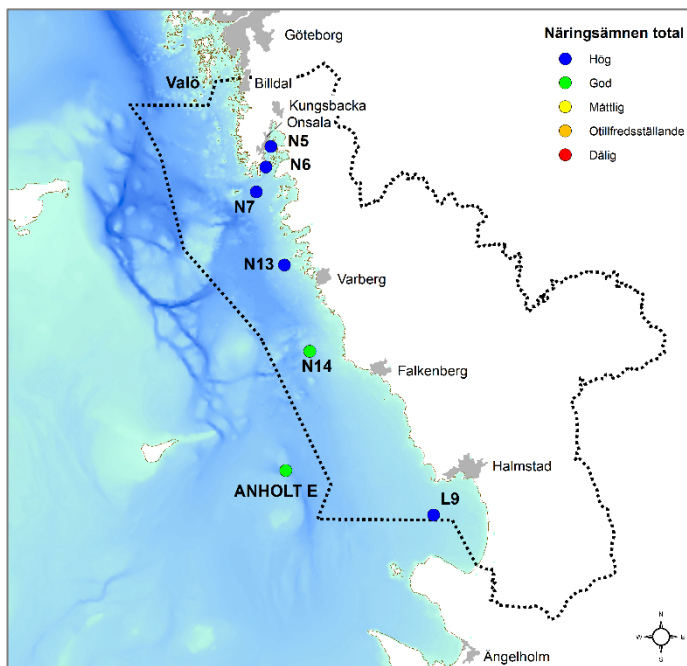 Näringsämnen total
Hög
God
Måttlig
Otillfredsställande
Dålig
Göteborg
Valö
Billdal
Kungsbacka
Onsala
N5
N6
N7
N13
Varberg
N14
Falkenberg
Halmstad
ANHOLT E
L9
Ängelholm
N
W
E
S